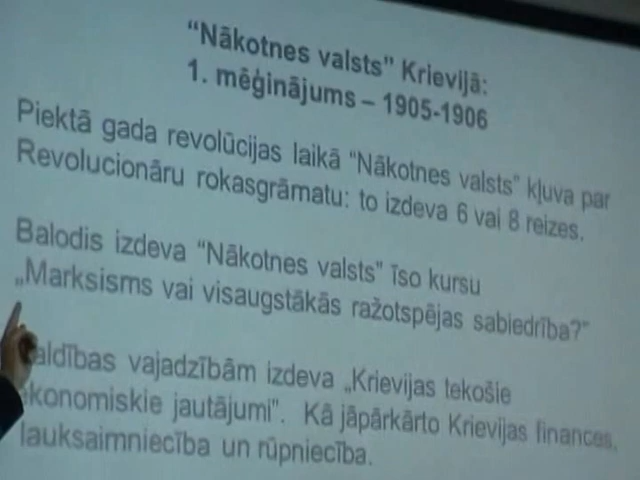 “Nākotnes valsts” Krievijā:
1. mēģinājums – 1905-1906
Piektā gada revolūcijas laikā “Nākotnes valsts” kļuva par
Revolucionāru rokasgrāmatu: to izdeva 6 vai 8 reizes.
Balodis izdeva “Nākotnes valsts” īso kursu
„Marksisms vai visaugstākās ražotspējas sabiedrība?”
aldības vajadzībām izdeva „Krievijas tekošie
konomiskie jautājumi”. Kā jāpārkārto Krievijas finances,
lauksaimniecība un rūpniecība.